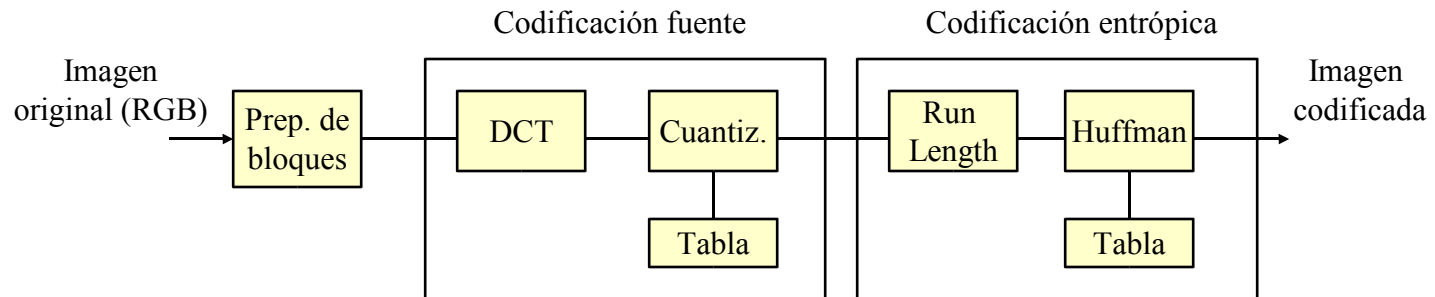 Codificación fuente
Codificación entrópica
Imagen
original (RGB)
Prep. de
bloques
DCT
Cuantiz.
Tabla
Run
Length
Huffman
Tabla
Imagen
codificada